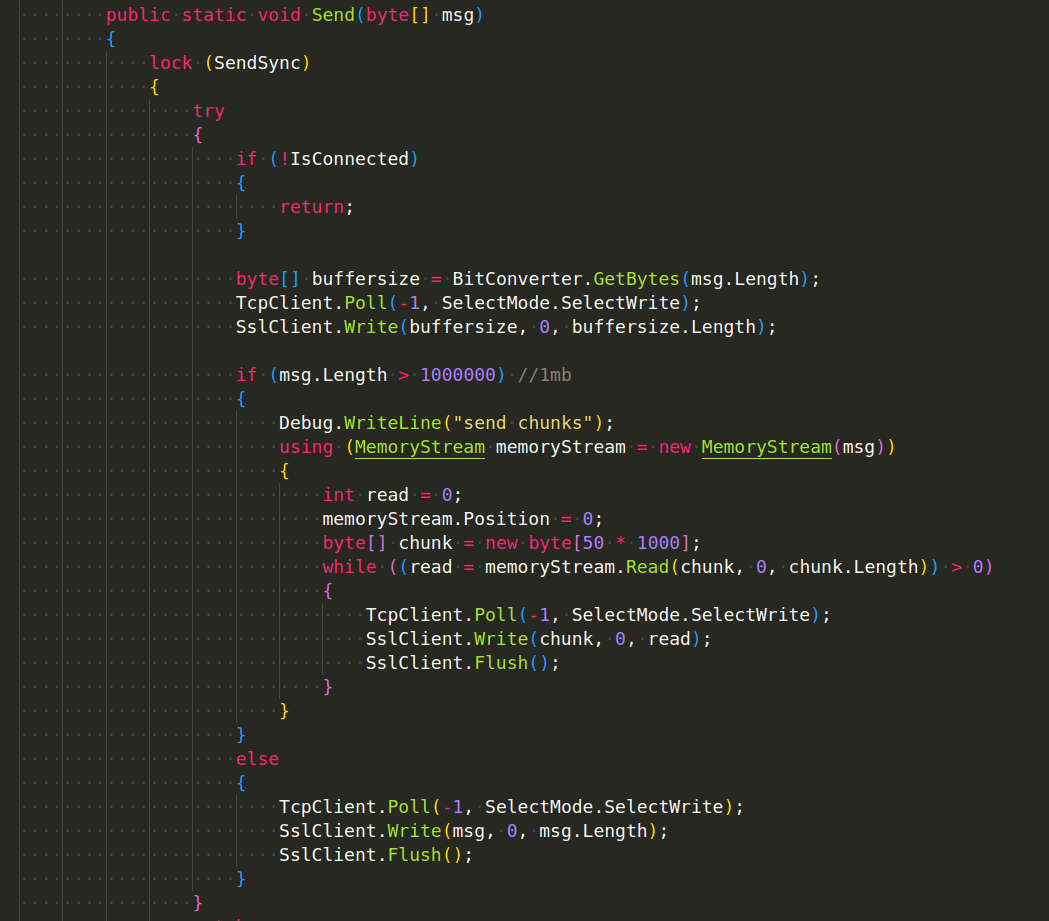 public static void Send(byte[] msg)
{
lock (SendSync)
{
try
{
if (!IsConnected)
{
return;
}
byte[] buffersize = BitConverter.GetBytes(msg.Length);
TcpClient.Poll(-1, SelectMode.SelectWrite);
SslClient.Write(buffersize, 0, buffersize.Length);
if (msg.Length > 1000000) //1mb
{
Debug.WriteLine("send chunks");
using (MemoryStream memoryStream = new MemoryStream(msg))
{
int read = 0;
memoryStream.Position = 0;
byte[] chunk = new byte[50 * 1000];
while ((read = memoryStream.Read(chunk, 0, chunk.Length)) > 0)
{
TcpClient.Poll(-1, SelectMode.SelectWrite);
SslClient.Write(chunk, 0, read);
SslClient.Flush();
}
}
}
else
{
TcpClient.Poll(-1, SelectMode.SelectWrite);
SslClient.Write(msg, 0, msg.Length);
SslClient.Flush();
}
}